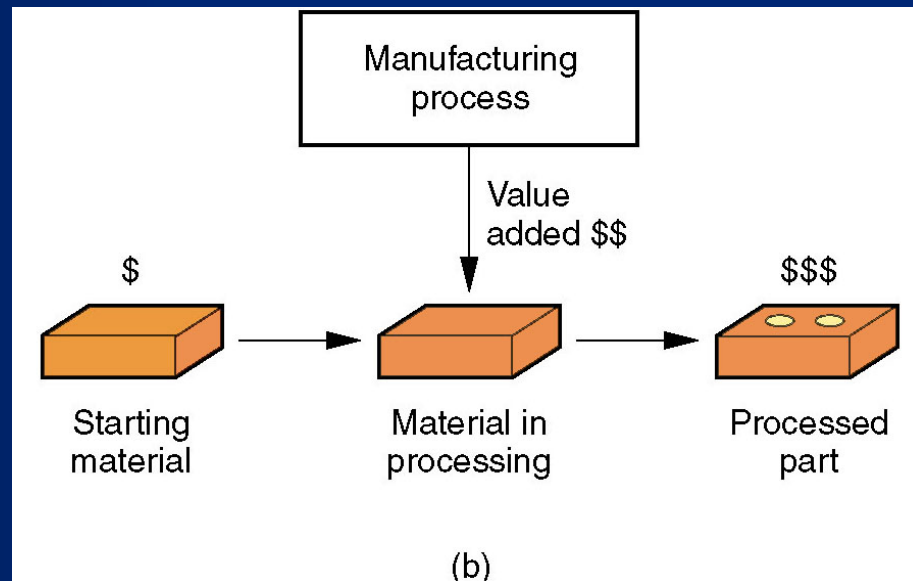 Manufacturing
process
Value
added $$
$
$$$
Starting
material
Material in
processing
Processed
part
(b)